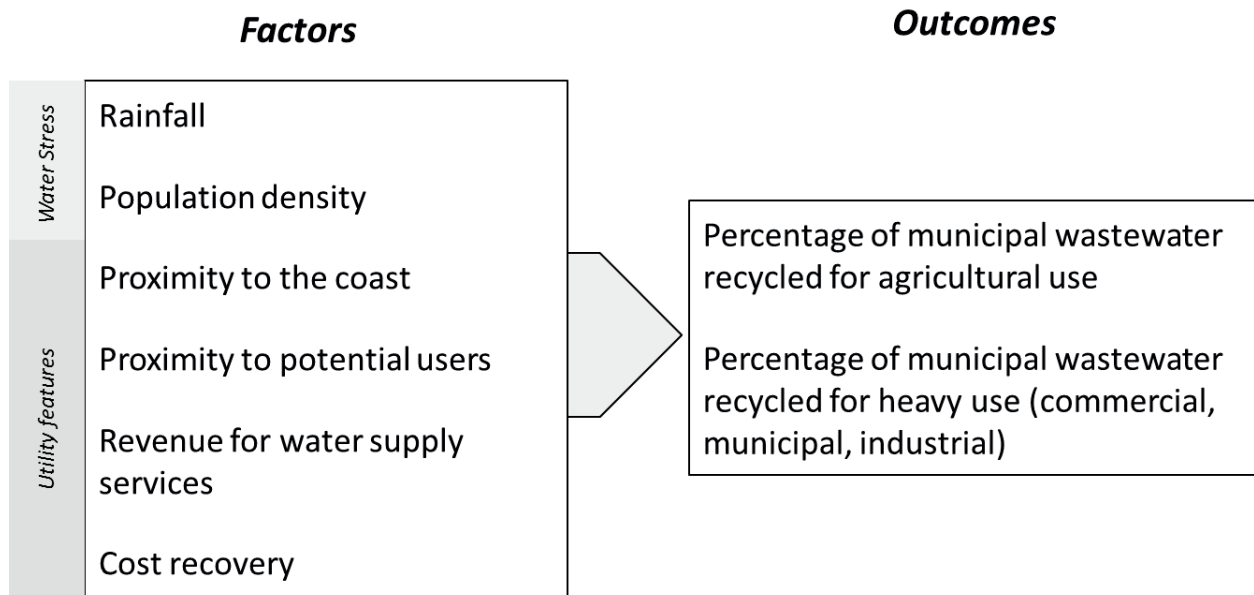 Factors
Outcomes
Water Stress
Rainfall
Population density
Utility features
Proximity to the coast
Proximity to potential users
Revenue for water supply
services
Cost recovery
Percentage of municipal wastewater
recycled for agricultural use
Percentage of municipal wastewater
recycled for heavy use (commercial,
municipal, industrial)